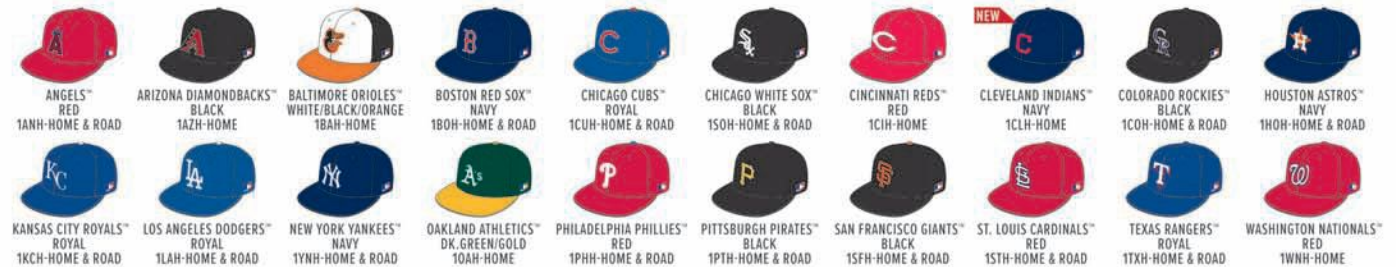 NEW
ANGELS™ ARIZONA DIAMONDBACKS™ BALTIMORE ORIOLES™ BOSTON RED SOX™ CHICAGO CUBS™ CHICAGO WHITE SOX™ CINCINNATI REDS™ CLEVELAND INDIANS™ COLORADO ROCKIES™ HOUSTON ASTROS™
RED BLACK WHITE/BLACK/ORANGE NAVY ROYAL BLACK RED NAVY BLACK NAVY
1ANH-HOME & ROAD 1AZH-HOME 1BAH-HOME 1BOH-HOME & ROAD 1CUH-HOME & ROAD 1SOH-HOME & ROAD 1CIH-HOME 1CLH-HOME 1COH-HOME & ROAD 1HOH-HOME & ROAD
KANSAS CITY ROYALS™ LOS ANGELES DODGERS™ NEW YORK YANKEES™ OAKLAND ATHLETICS™ PHILADELPHIA PHILLIES™ PITTSBURGH PIRATES™ SAN FRANCISCO GIANTS™ ST. LOUIS CARDINALS™ TEXAS RANGERS™ WASHINGTON NATIONALS™
ROYAL ROYAL NAVY DK.GREEN/GOLD RED BLACK BLACK RED ROYAL RED
1KCH-HOME & ROAD 1LAH-HOME & ROAD 1YNH-HOME & ROAD 1OAH-HOME 1PHH-HOME & ROAD 1PTH-HOME & ROAD 1SFH-HOME & ROAD 1STH-HOME & ROAD 1TXH-HOME & ROAD 1WNH-HOME